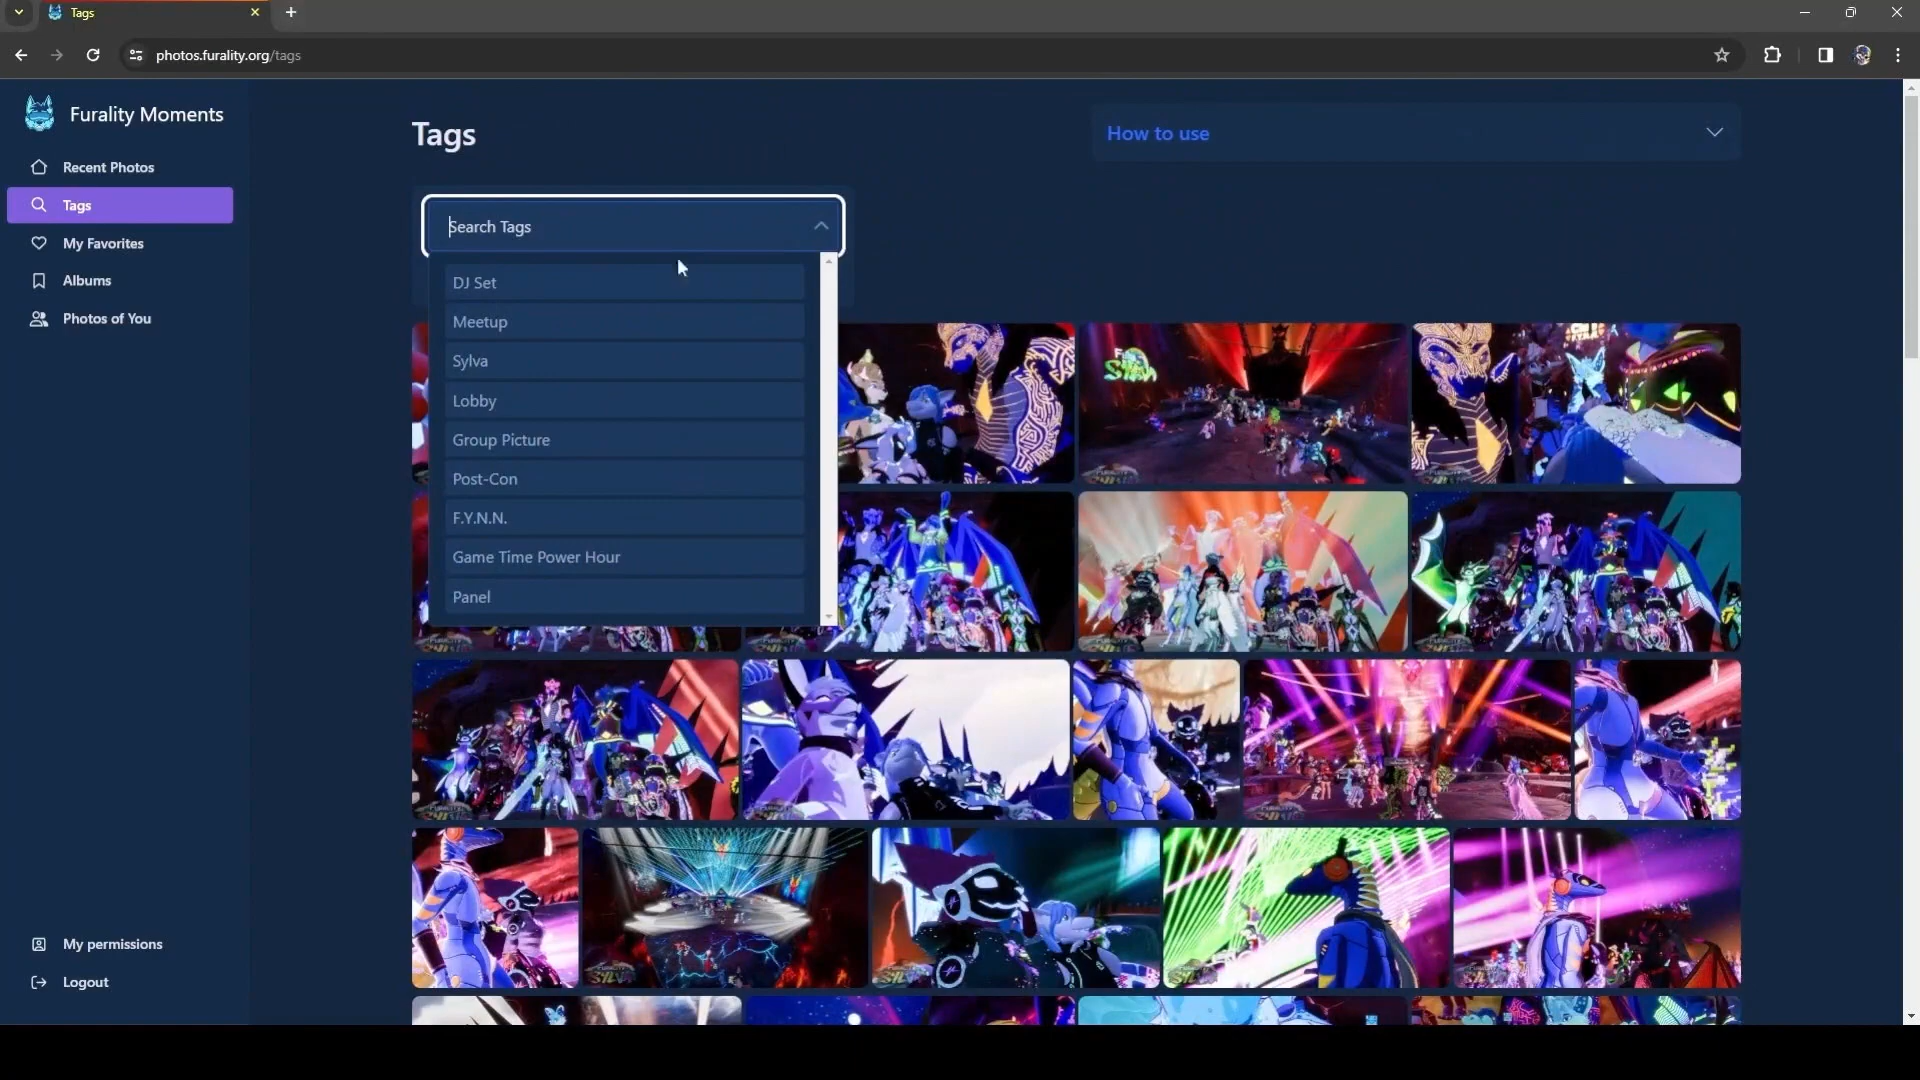 Tags
photos.furality.org/tags
Furality Moments
Recent Photos
Tags
My Favorites
Albums
Photos of You
My permissions
Logout
Tags
How to use
Search Tags
DJ Set
Meetup
Sylva
Lobby
Group Picture
Post-Con
F.Y.N.N.
Game Time Power Hour
Panel